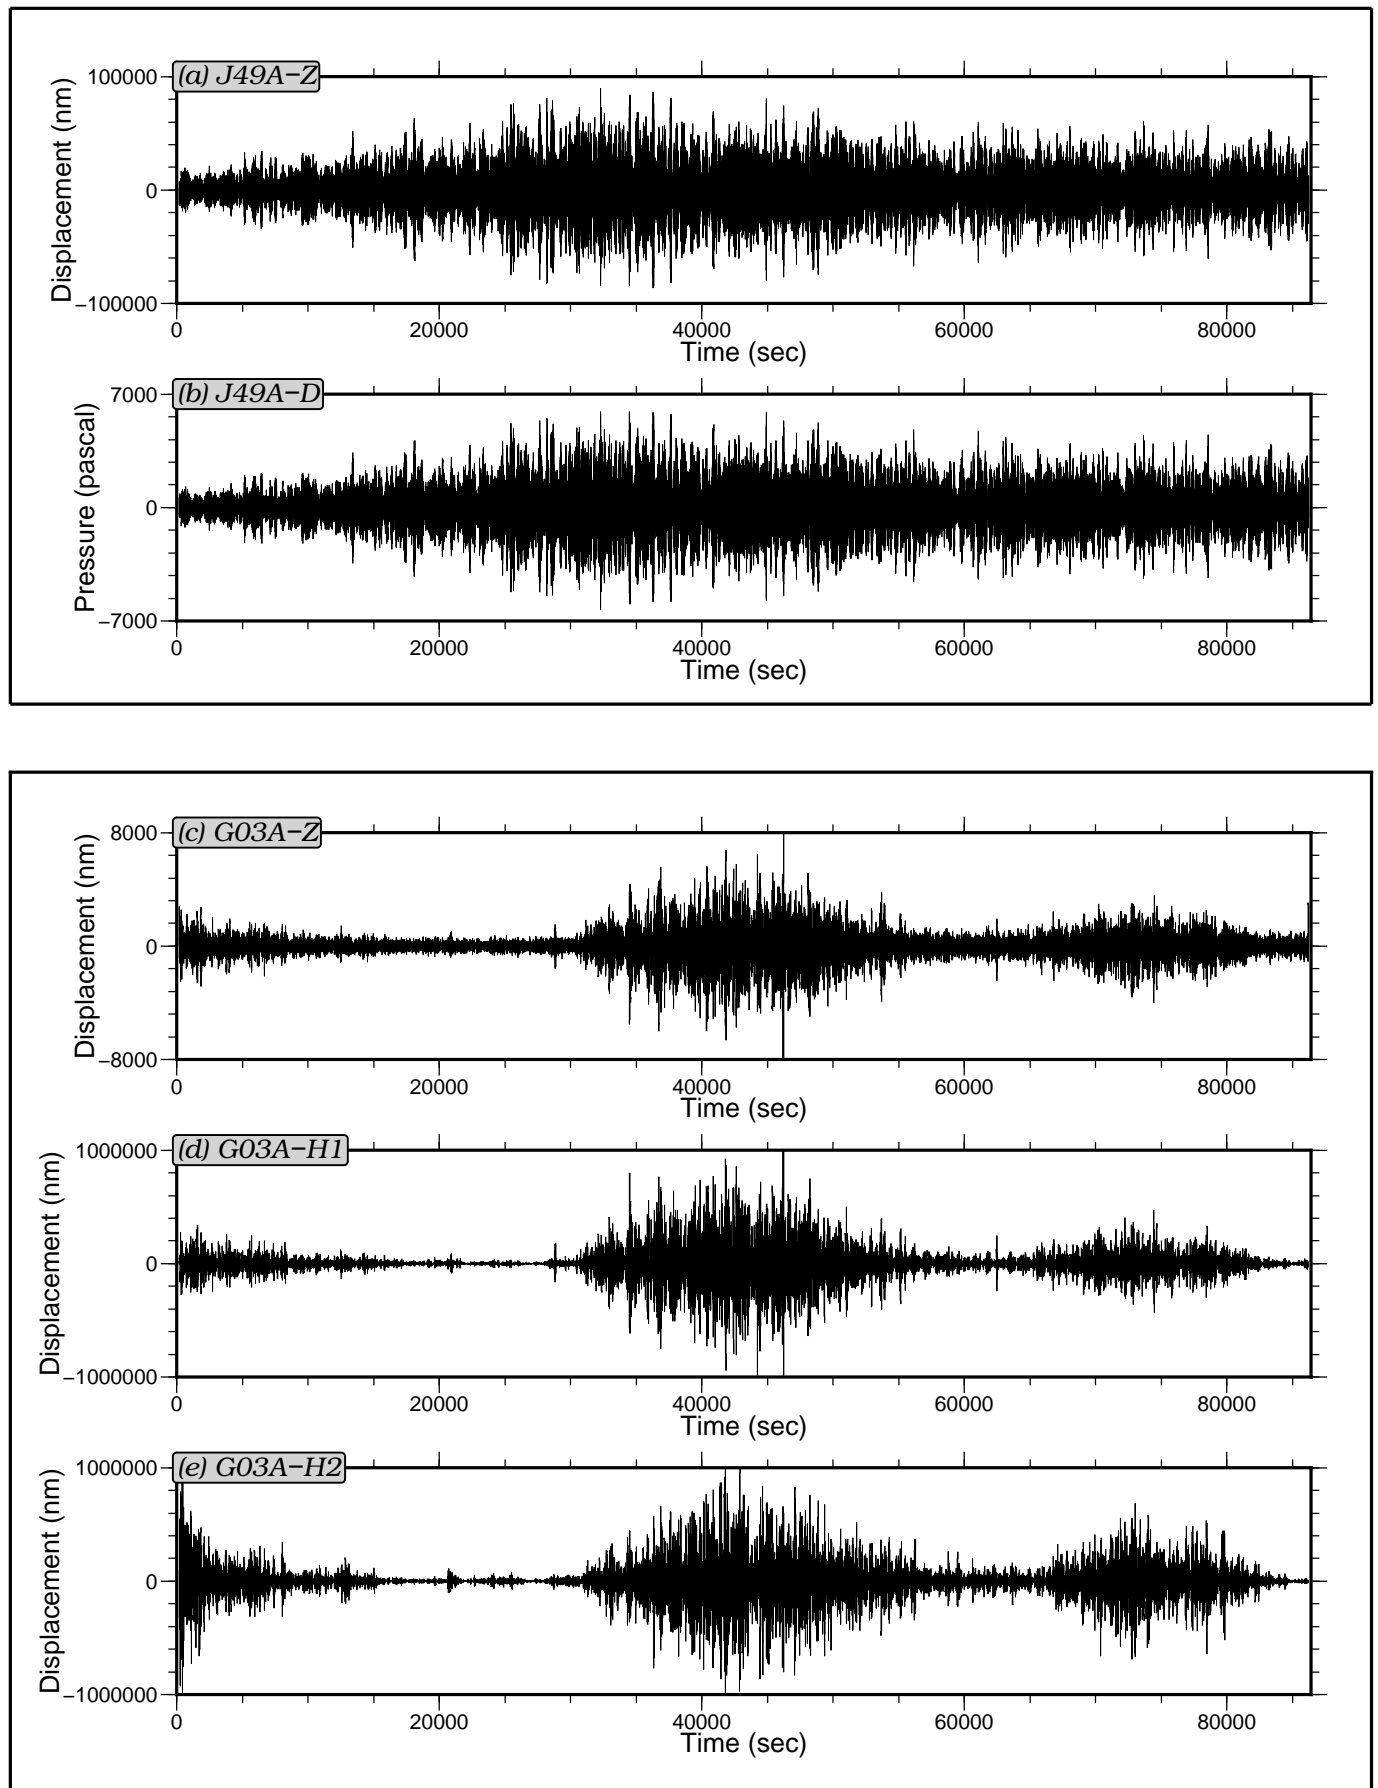 (a) J49A−Z
Displacement (nm)
100000
0
−100000
0 20000 40000 60000 80000
Time (sec)
(b) J49A−D
Pressure (pascal)
7000
0
−7000
0 20000 40000 60000 80000
Time (sec)
(c) G03A−Z
Displacement (nm)
8000
0
−8000
0 20000 40000 60000 80000
Time (sec)
(d) G03A−H1
Displacement (nm)
1000000
0
−1000000
0 20000 40000 60000 80000
Time (sec)
(e) G03A−H2
Displacement (nm)
1000000
0
−1000000
0 20000 40000 60000 80000
Time (sec)